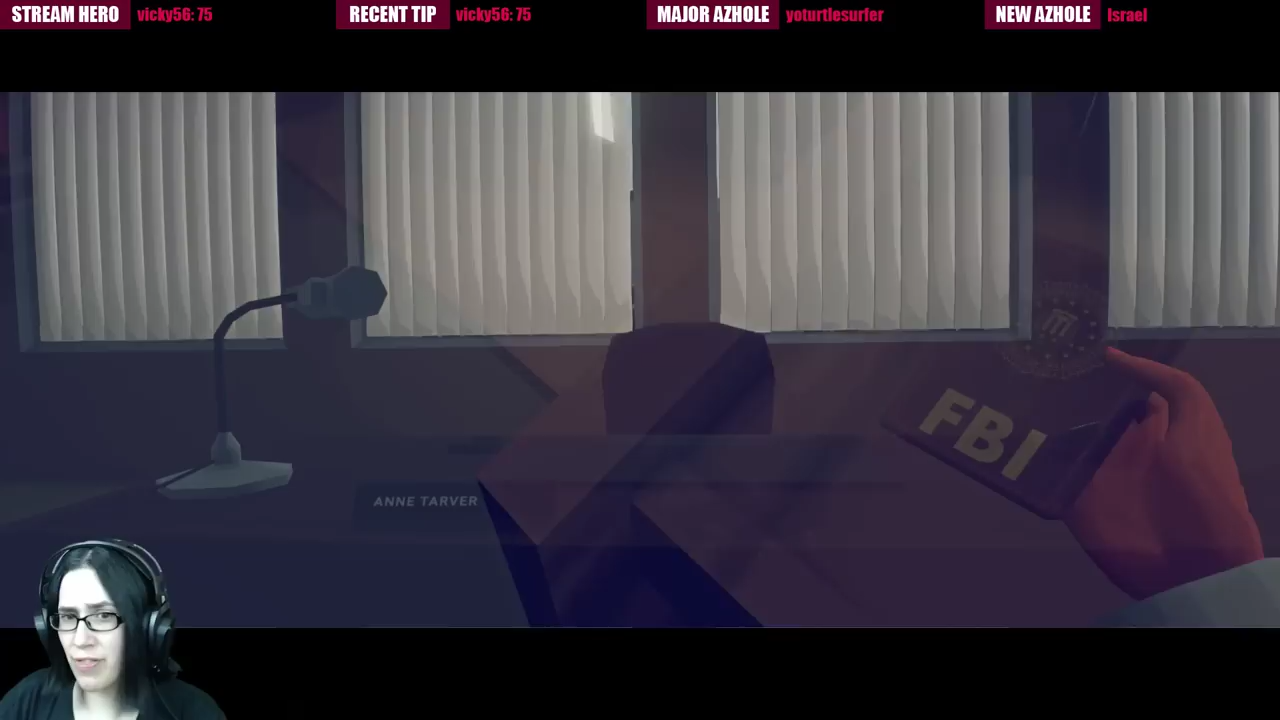 STREAM HERO vicky56: 75 RECENT TIP vicky56: 75 MAJOR AZHOLE yoturtlesurfer NEW AZHOLE Israel
FBI
ANNE TARVER